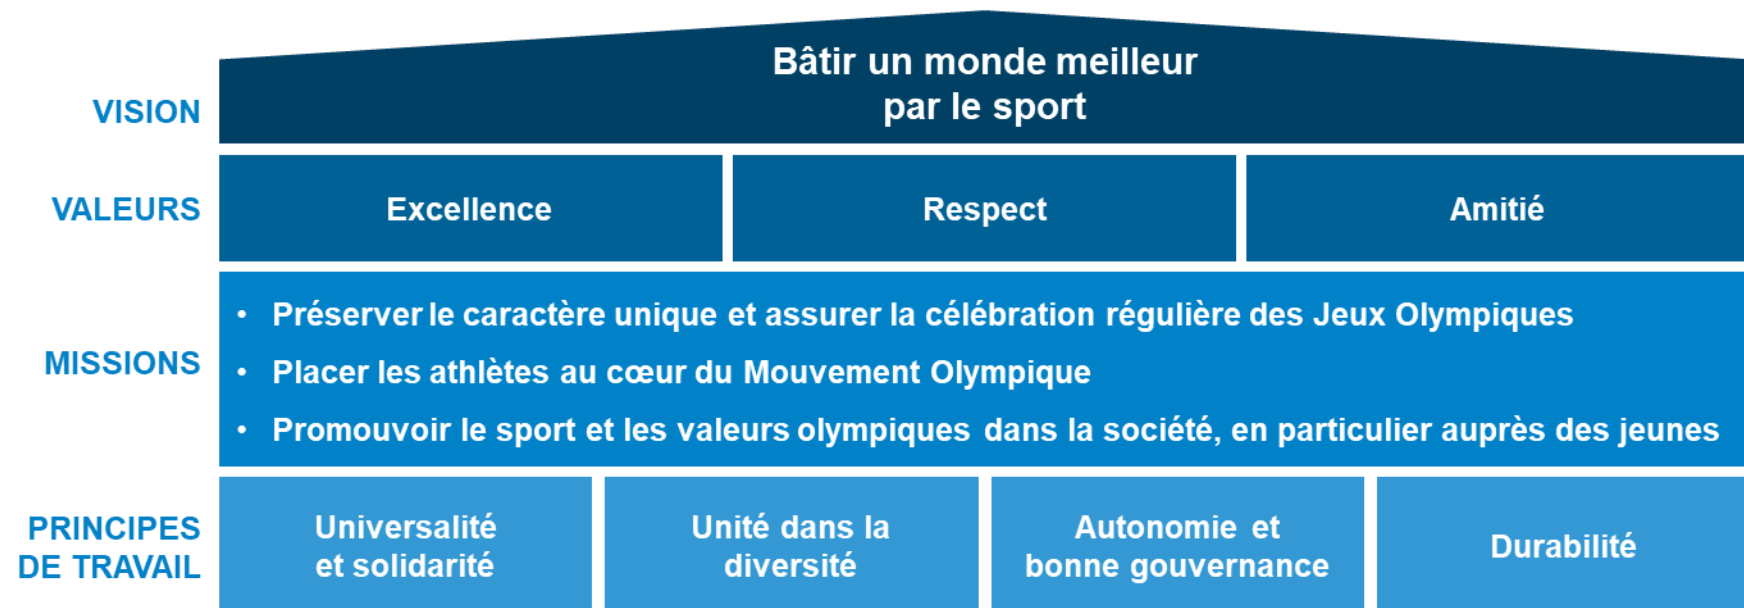 Bâtir un monde meilleur
par le sport
VISION
VALEURS
Excellence
Respect
Amitié
MISSIONS
• Préserver le caractère unique et assurer la célébration régulière des Jeux Olympiques
• Placer les athlètes au cœur du Mouvement Olympique
• Promouvoir le sport et les valeurs olympiques dans la société, en particulier auprès des jeunes
PRINCIPES
DE TRAVAIL
Universalité
et solidarité
Unité dans la
diversité
Autonomie et
bonne gouvernance
Durabilité